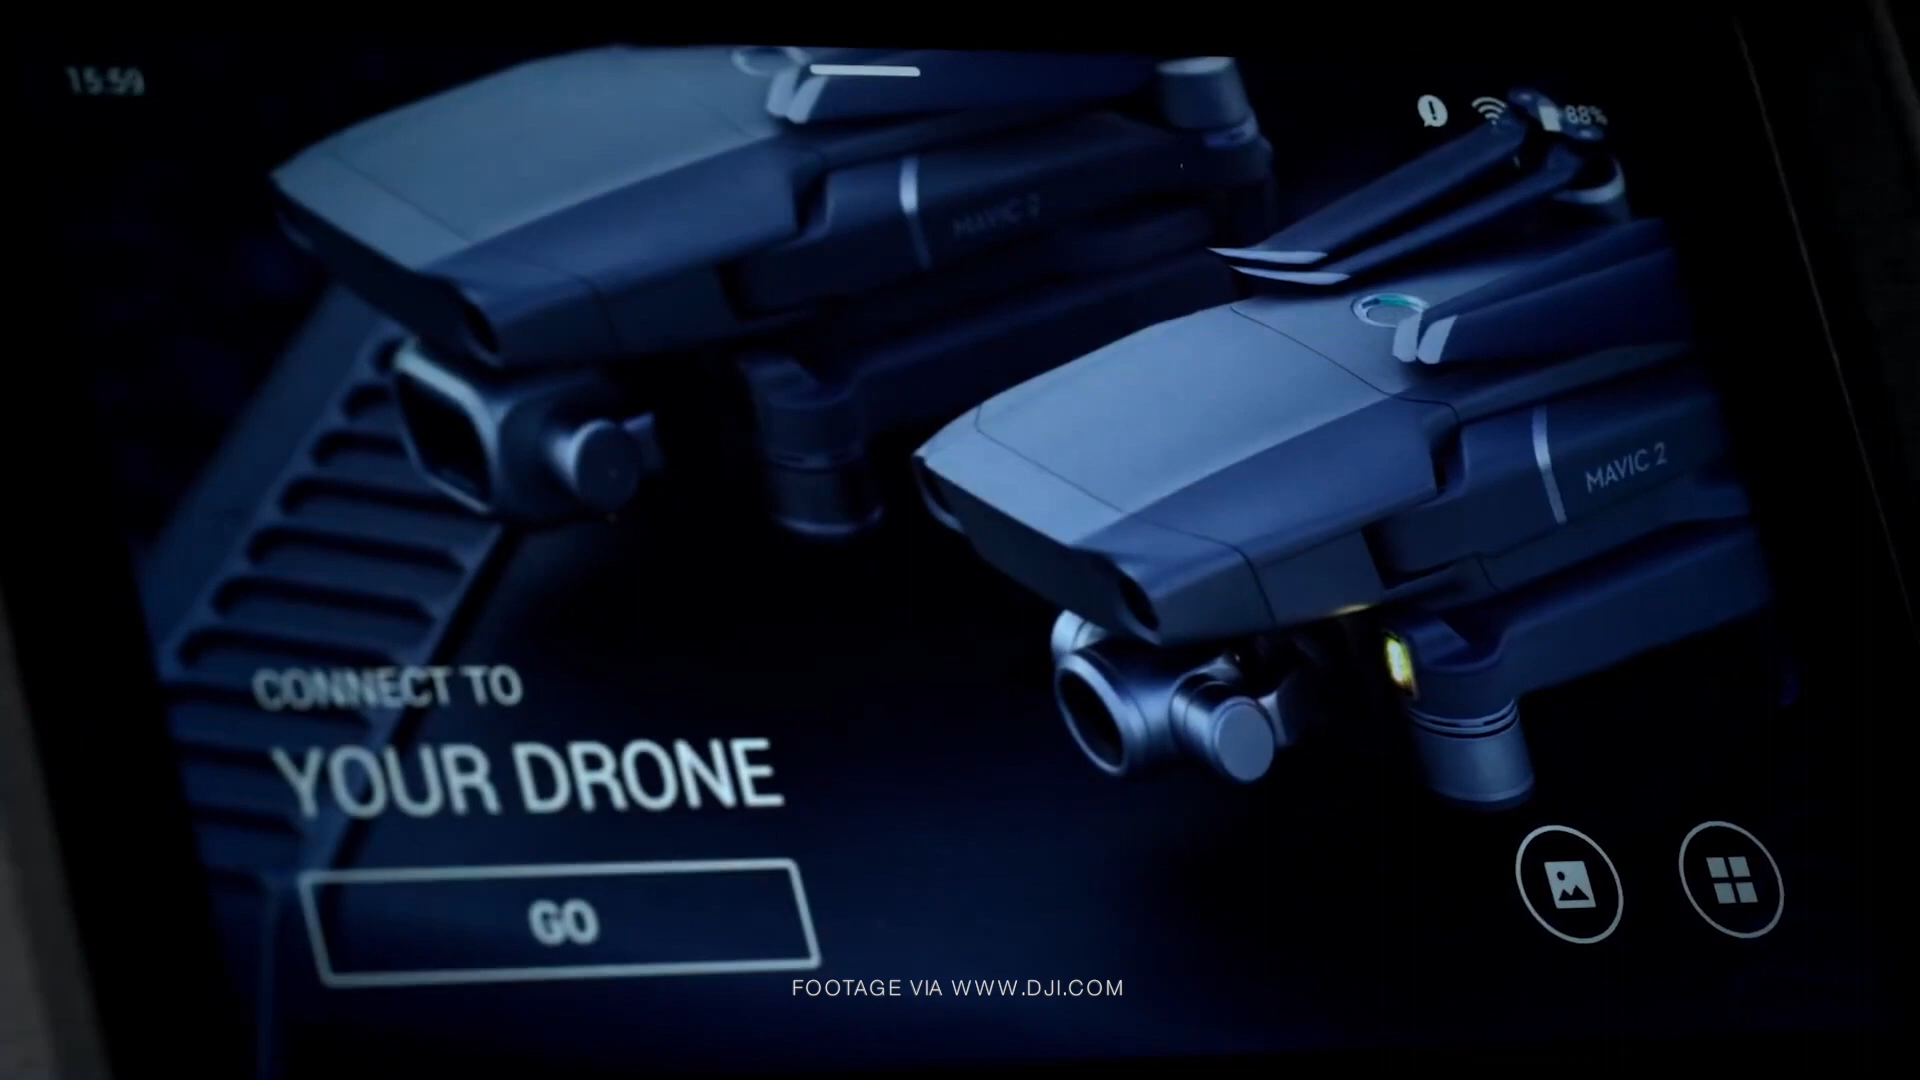 15:59
88%
MAVIC 2
MAVIC 2
CONNECT TO
YOUR DRONE
GO
FOOTAGE VIA WWW.DJI.COM